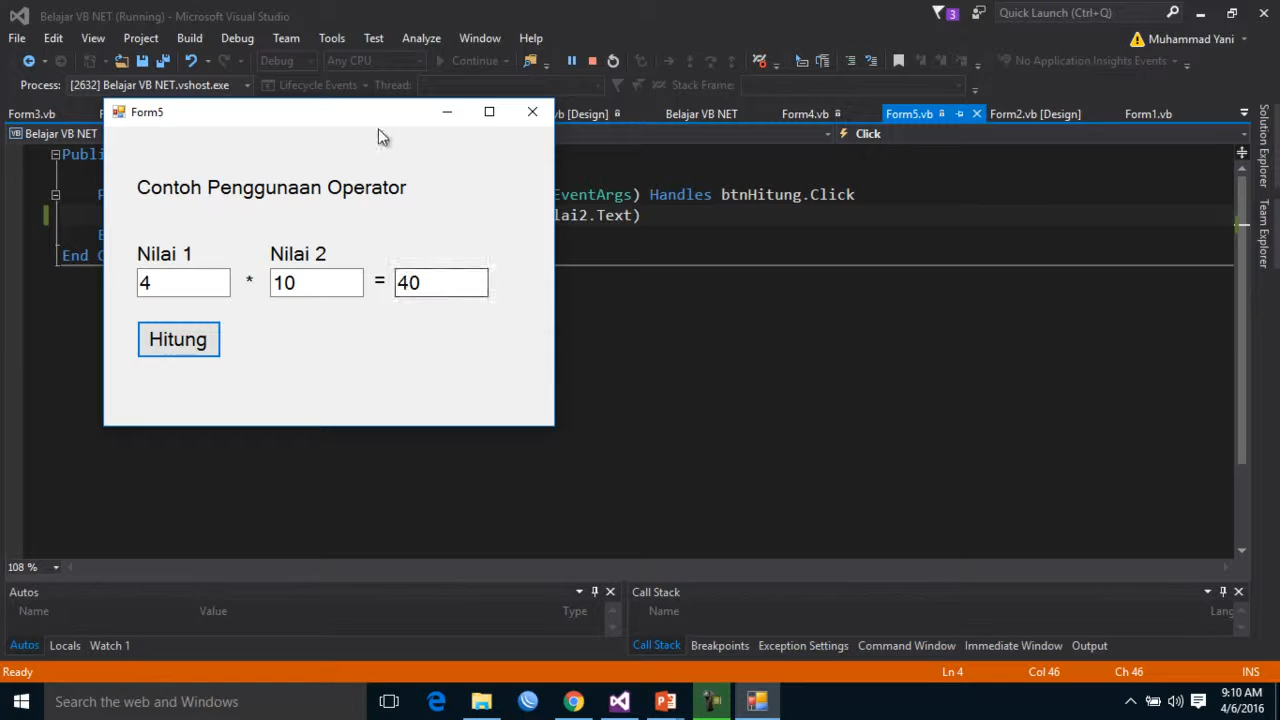 Belajar VB NET (Running) - Microsoft Visual Studio
3
Quick Launch (Ctrl+Q)
File Edit View Project Build Debug Team Tools Test Analyze Window Help
Muhammad Yani
Debug Any CPU Continue No Application Insights Events
Process: [2632] Belajar VB NET.vshost.exe Lifecycle Events Thread: Stack Frame:
Form3.vb [Design] Belajar VB NET Form4.vb Form5.vb Form2.vb [Design] Form1.vb
Belajar VB NET Click
Form5
Publi
EventArgs) Handles btnHitung.Click
lai2.Text)
End
Contoh Penggunaan Operator
Nilai 1 Nilai 2
4 * 10 = 40
Hitung
Solution Explorer
Team Explorer
108 %
Autos
Name Value Type
Autos Locals Watch 1
Call Stack
Name Lang
Call Stack Breakpoints Exception Settings Command Window Immediate Window Output
Ready Ln 4 Col 46 Ch 46 INS
Search the web and Windows
9:10 AM
4/6/2016